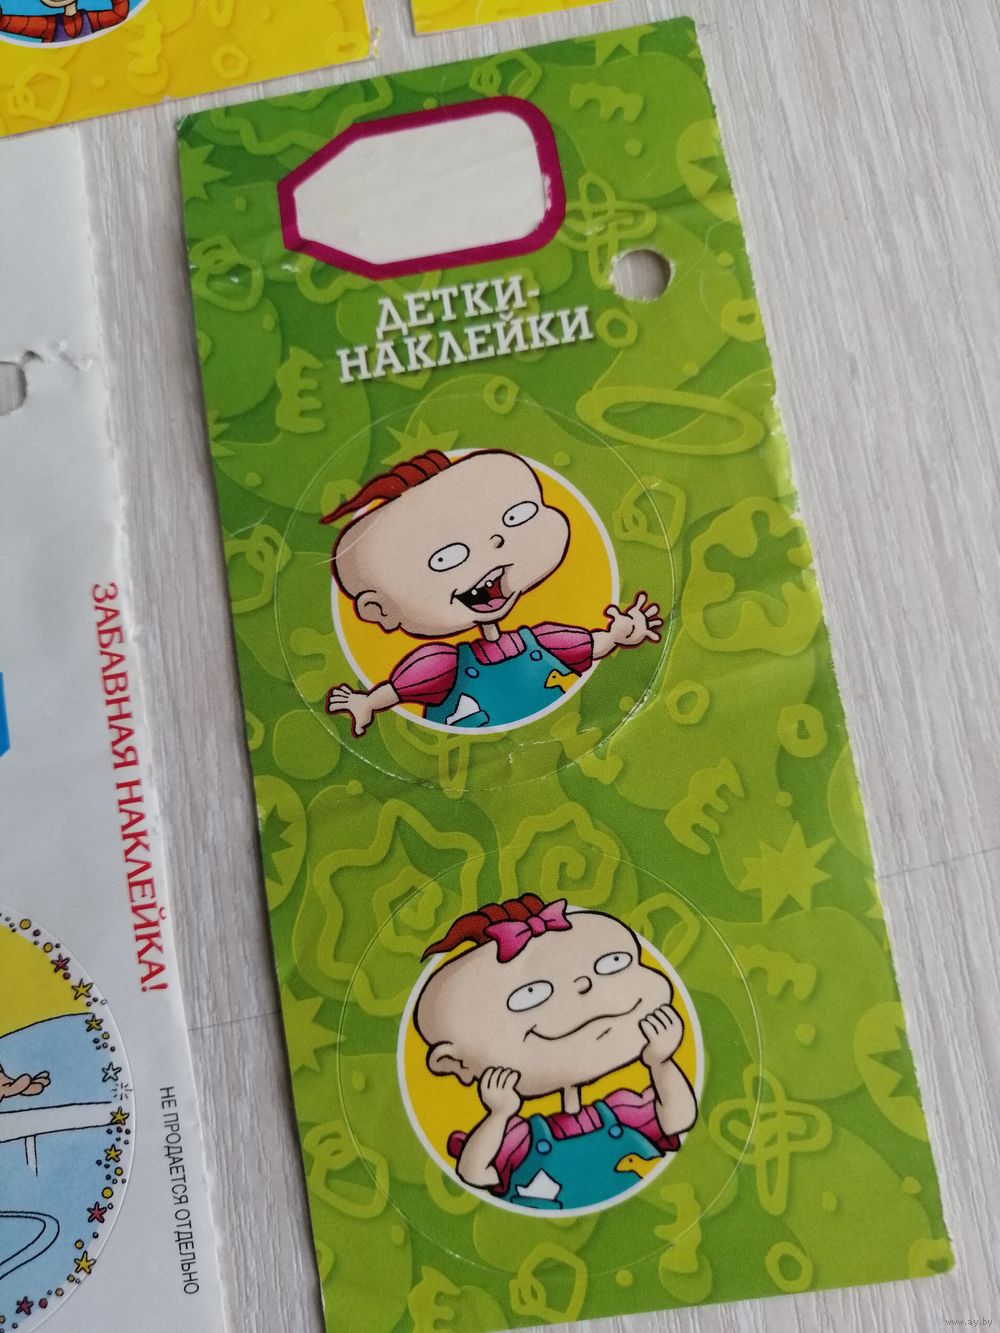 ДЕТКИ-
НАКЛЕЙКИ
ЗАБАВНАЯ НАКЛЕЙКА!
НЕ ПРОДАЕТСЯ ОТДЕЛЬНО
www.ay.by